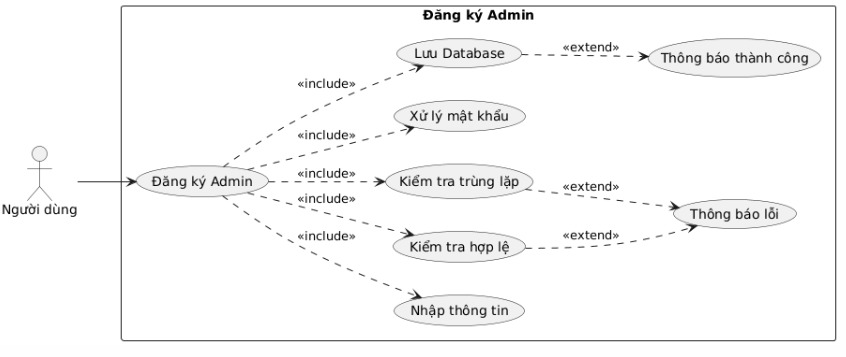 Đăng ký Admin
Lưu Database
«extend»
Thông báo thành công
«include»
Xử lý mật khẩu
«include»
Đăng ký Admin
«include»
Kiểm tra trùng lặp
«extend»
Thông báo lỗi
«include»
Kiểm tra hợp lệ
«extend»
«include»
Nhập thông tin
Người dùng